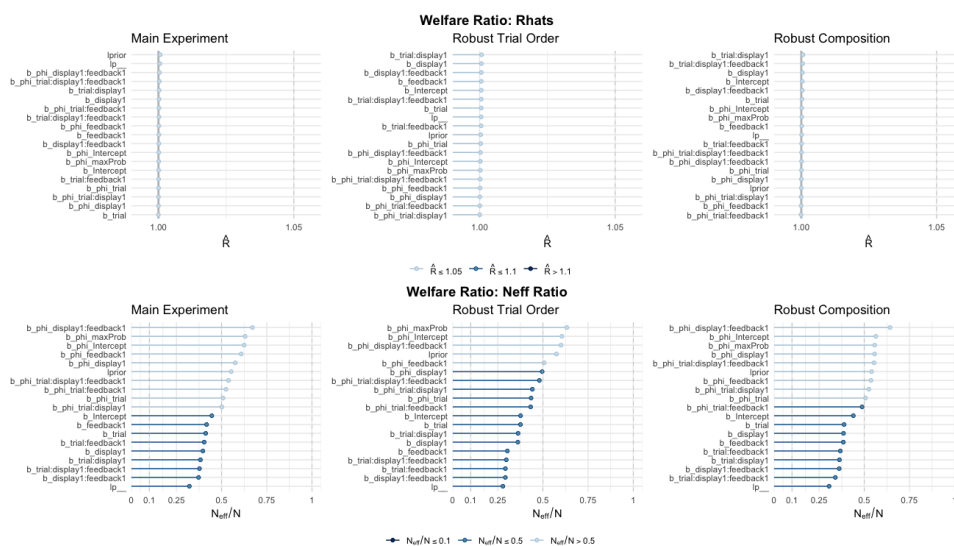 Welfare Ratio: Rhats
Main Experiment
lprior
lp__
b_phi_display1:feedback1
b_phi_trial:display1:feedback1
b_trial:display1
b_display1
b_phi_trial:feedback1
b_trial:display1:feedback1
b_phi_feedback1
b_feedback1
b_display1:feedback1
b_phi_Intercept
b_phi_maxProb
b_Intercept
b_trial:feedback1
b_phi_trial
b_phi_trial:display1
b_phi_display1
b_trial
1.00 1.05
R̂
Robust Trial Order
b_trial:display1
b_display1
b_display1:feedback1
b_feedback1
b_Intercept
b_trial:display1:feedback1
b_trial
lp__
b_trial:feedback1
lprior
b_phi_trial
b_phi_display1:feedback1
b_phi_Intercept
b_phi_maxProb
b_phi_trial:display1:feedback1
b_phi_feedback1
b_phi_display1
b_phi_trial:feedback1
b_phi_trial:display1
1.00 1.05
R̂
Robust Composition
b_trial:display1
b_trial:display1:feedback1
b_display1
b_Intercept
b_display1:feedback1
b_trial
b_phi_Intercept
b_phi_maxProb
b_feedback1
lp__
b_trial:feedback1
b_phi_trial:display1:feedback1
b_phi_display1:feedback1
b_phi_trial
b_phi_display1
lprior
b_phi_trial:display1
b_phi_feedback1
b_phi_trial:feedback1
1.00 1.05
R̂
R̂ ≤ 1.05 R̂ ≤ 1.1 R̂ > 1.1
Welfare Ratio: Neff Ratio
Main Experiment
b_phi_display1:feedback1
b_phi_maxProb
b_phi_Intercept
b_phi_feedback1
b_phi_display1
lprior
b_phi_trial:display1:feedback1
b_phi_trial:feedback1
b_phi_trial
b_phi_trial:display1
b_Intercept
b_feedback1
b_trial
b_trial:feedback1
b_display1
b_trial:display1
b_trial:display1:feedback1
b_display1:feedback1
lp__
0 0.1 0.25 0.5 0.75 1
Neff/N
Robust Trial Order
b_phi_maxProb
b_phi_Intercept
b_phi_display1:feedback1
lprior
b_phi_feedback1
b_phi_display1
b_phi_trial:display1:feedback1
b_phi_trial:display1
b_phi_trial
b_phi_trial:feedback1
b_Intercept
b_trial
b_trial:display1
b_display1
b_feedback1
b_trial:display1:feedback1
b_trial:feedback1
b_display1:feedback1
lp__
0 0.1 0.25 0.5 0.75 1
Neff/N
Robust Composition
b_phi_display1:feedback1
b_phi_Intercept
b_phi_maxProb
b_phi_display1
b_phi_trial:display1:feedback1
lprior
b_phi_feedback1
b_phi_trial:display1
b_phi_trial
b_phi_trial:feedback1
b_Intercept
b_trial
b_display1
b_feedback1
b_trial:feedback1
b_trial:display1
b_display1:feedback1
b_trial:display1:feedback1
lp__
0 0.1 0.25 0.5 0.75 1
Neff/N
Neff/N ≤ 0.1 Neff/N ≤ 0.5 Neff/N > 0.5